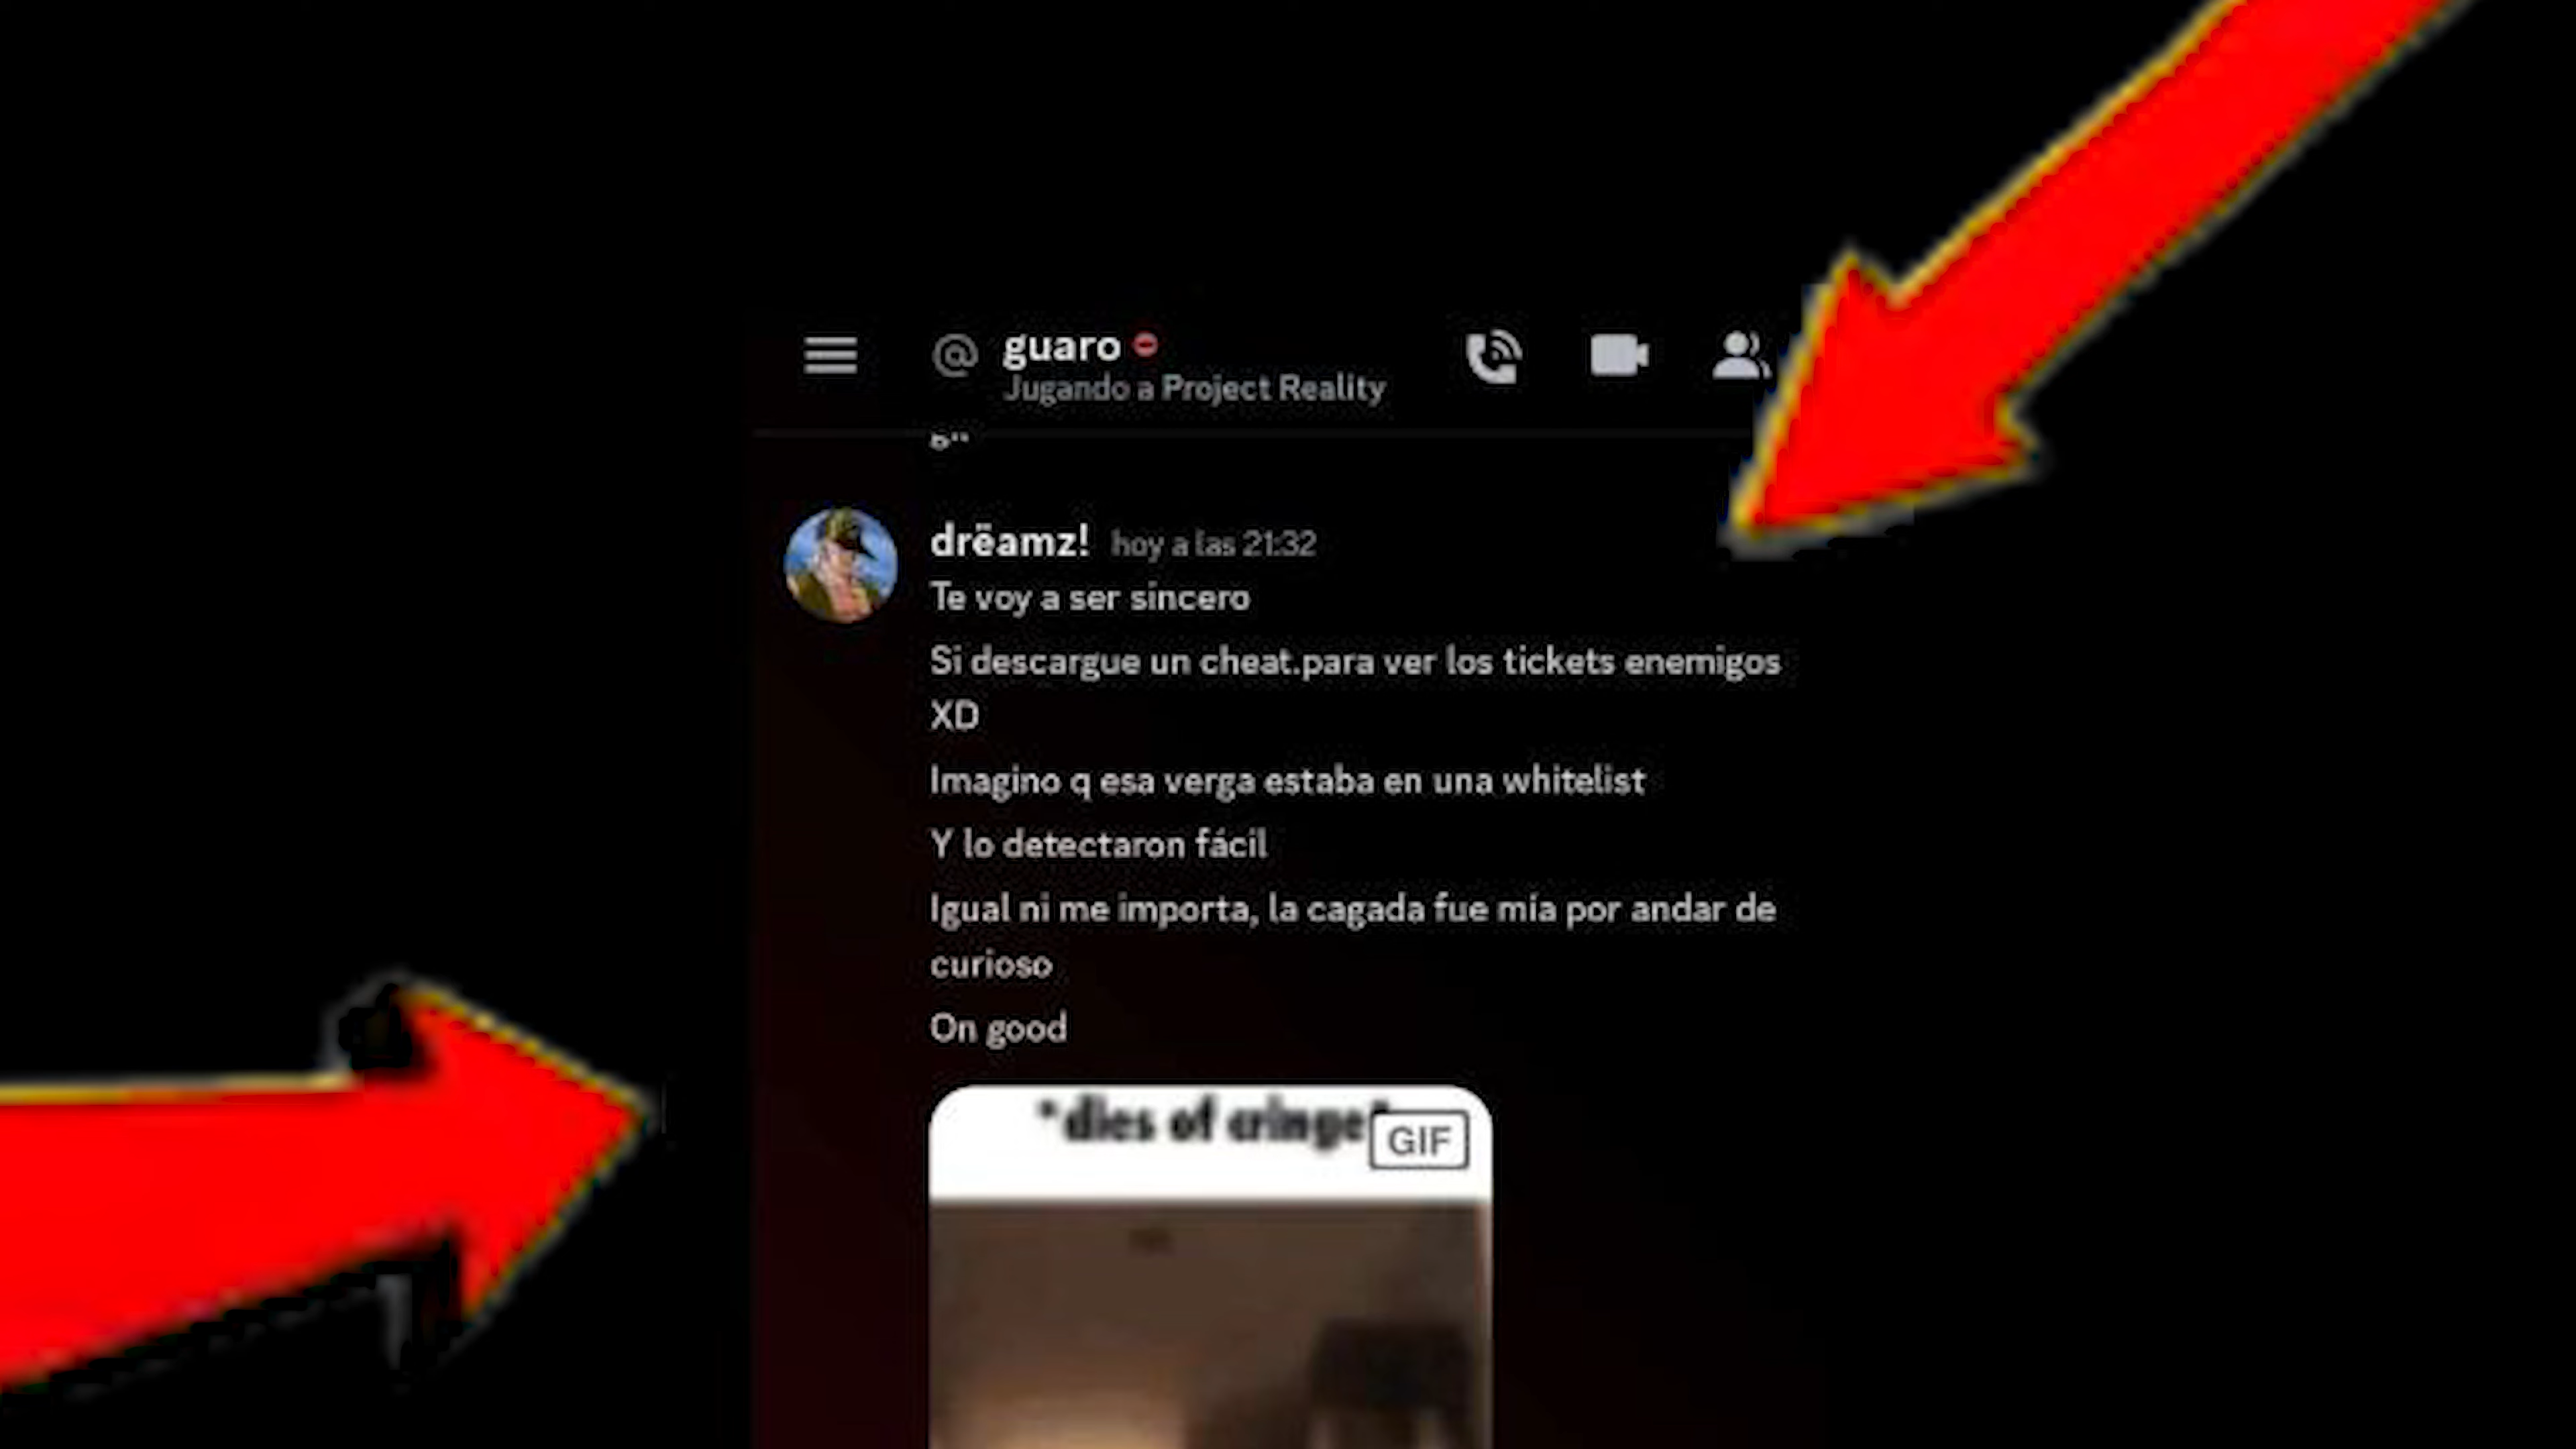 @ guaro
Jugando a Project Reality
drëamz! hoy a las 21:32
Te voy a ser sincero
Si descargue un cheat.para ver los tickets enemigos
XD
Imagino q esa verga estaba en una whitelist
Y lo detectaron fácil
Igual ni me importa, la cagada fue mía por andar de
curioso
On good
*dies of cringe*
GIF